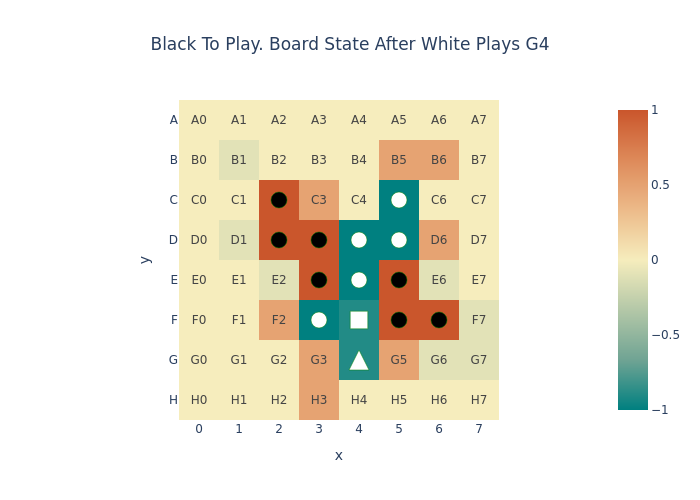 Black To Play. Board State After White Plays G4
A A0 A1 A2 A3 A4 A5 A6 A7
B B0 B1 B2 B3 B4 B5 B6 B7
C C0 C1 C3 C4 C6 C7
D D0 D1 D6 D7
E E0 E1 E2 E6 E7
F F0 F1 F2 F7
G G0 G1 G2 G3 G5 G6 G7
H H0 H1 H2 H3 H4 H5 H6 H7
0 1 2 3 4 5 6 7
x
y
1
0.5
0
−0.5
−1